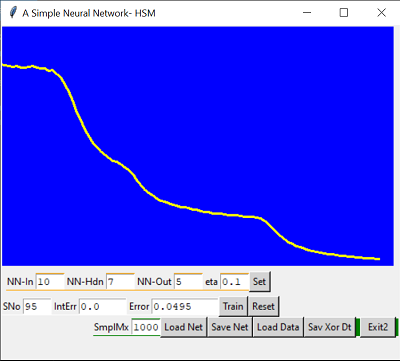 A Simple Neural Network- HSM
NN-In 10 NN-Hdn 7 NN-Out 5 eta 0.1 Set
SNo 95 IntErr 0.0 Error 0.0495 Train Reset
SmplMx 1000 Load Net Save Net Load Data Sav Xor Dt Exit2